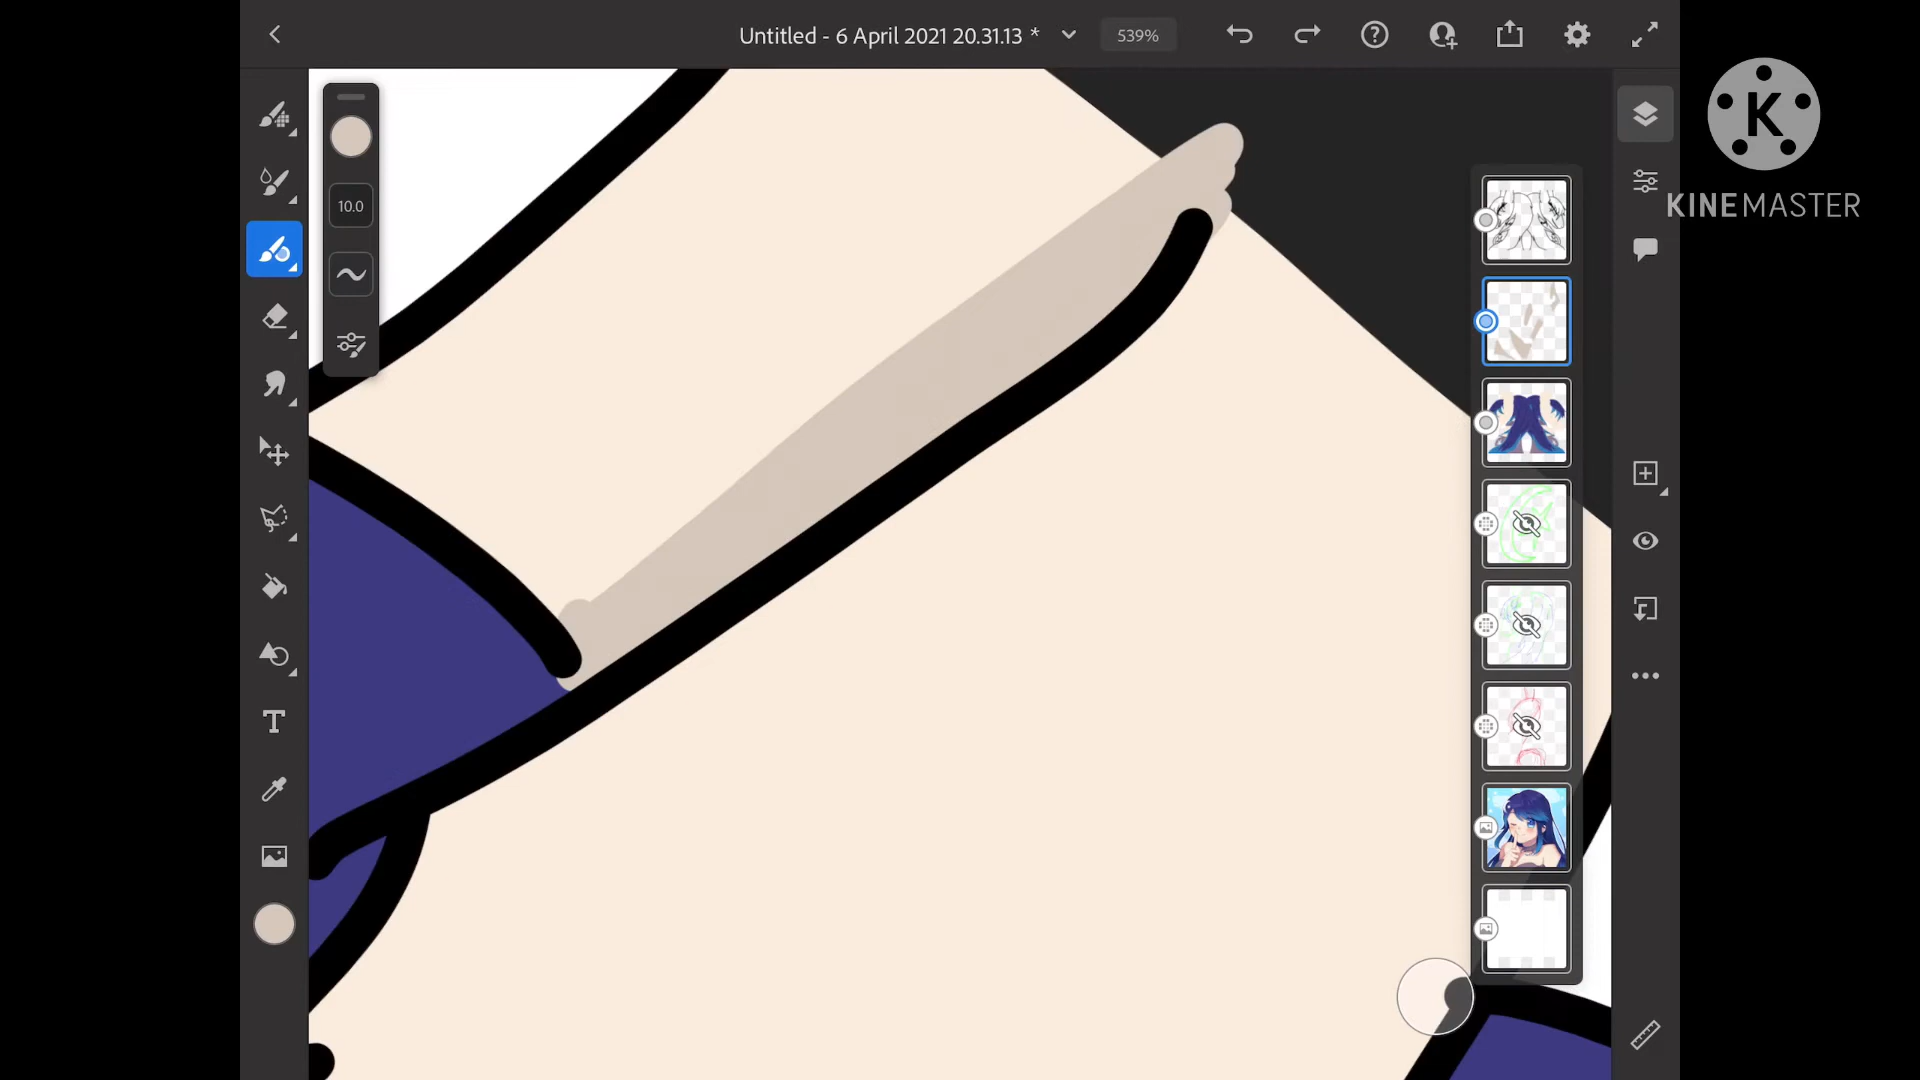 Untitled - 6 April 2021 20.31.13 *
539%
10.0
T
K
KINEMASTER